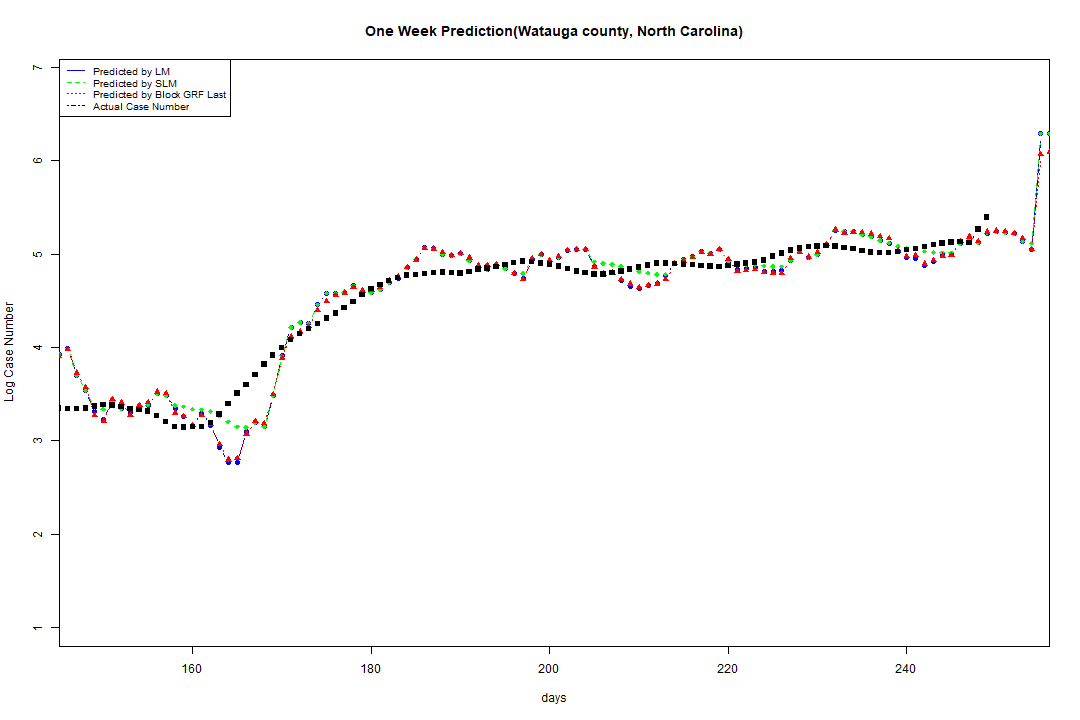 One Week Prediction(Watauga county, North Carolina)
Predicted by LM
Predicted by SLM
Predicted by Block GRF Last
Actual Case Number
7
6
5
4
3
2
1
Log Case Number
160 180 200 220 240
days